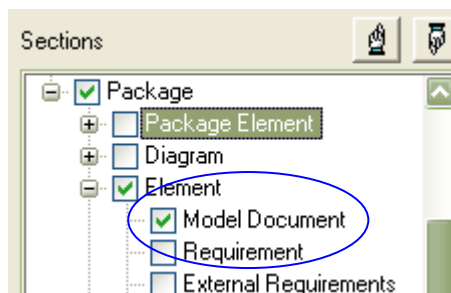 Sections
Package
Package Element
Diagram
Element
Model Document
Requirement
External Requirements